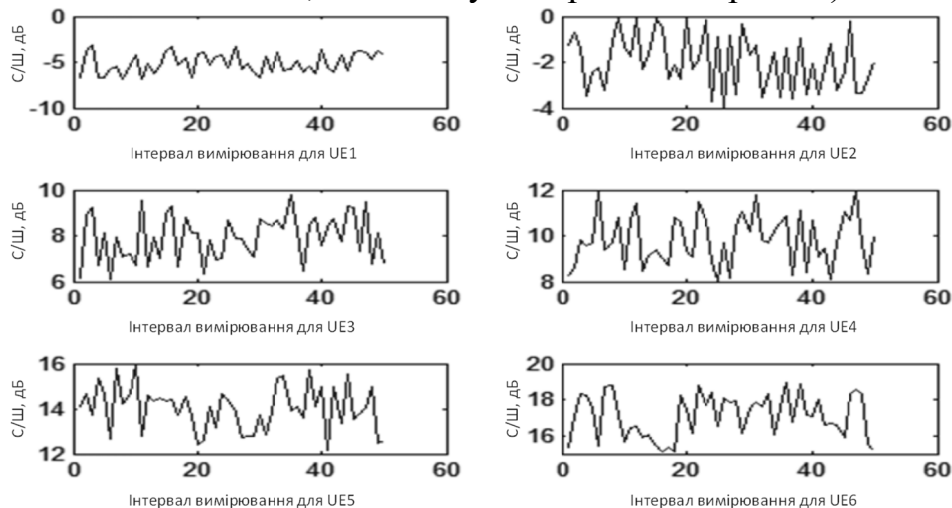 0
-5
-10
0 20 40 60
С/Ш, дБ
Інтервал вимірювання для UE1
0
-2
-4
0 20 40 60
С/Ш, дБ
Інтервал вимірювання для UE2
10
8
6
0 20 40 60
С/Ш, дБ
Інтервал вимірювання для UE3
12
10
8
0 20 40 60
С/Ш, дБ
Інтервал вимірювання для UE4
16
14
12
0 20 40 60
С/Ш, дБ
Інтервал вимірювання для UE5
20
18
16
0 20 40 60
С/Ш, дБ
Інтервал вимірювання для UE6